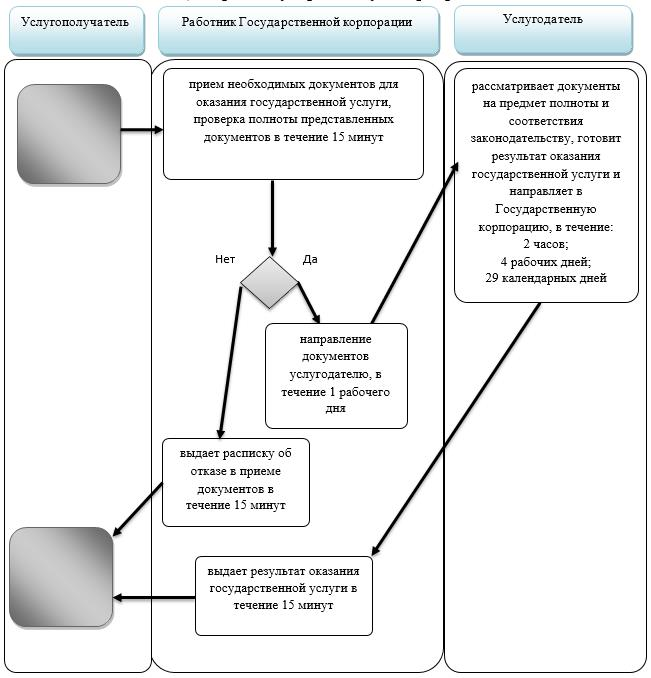 Услугополучатель
Работник Государственной корпорации
Услугодатель
прием необходимых документов для
оказания государственной услуги,
проверка полноты представленных
документов в течение 15 минут
рассматривает документы
на предмет полноты и
соответствия
законодательству, готовит
результат оказания
государственной услуги и
направляет в
Государственную
корпорацию, в течение:
2 часов;
4 рабочих дней;
29 календарных дней
Нет
Да
направление
документов
услугодателю, в
течение 1 рабочего
дня
выдает расписку об
отказе в приеме
документов в
течение 15 минут
выдает результат оказания
государственной услуги в
течение 15 минут